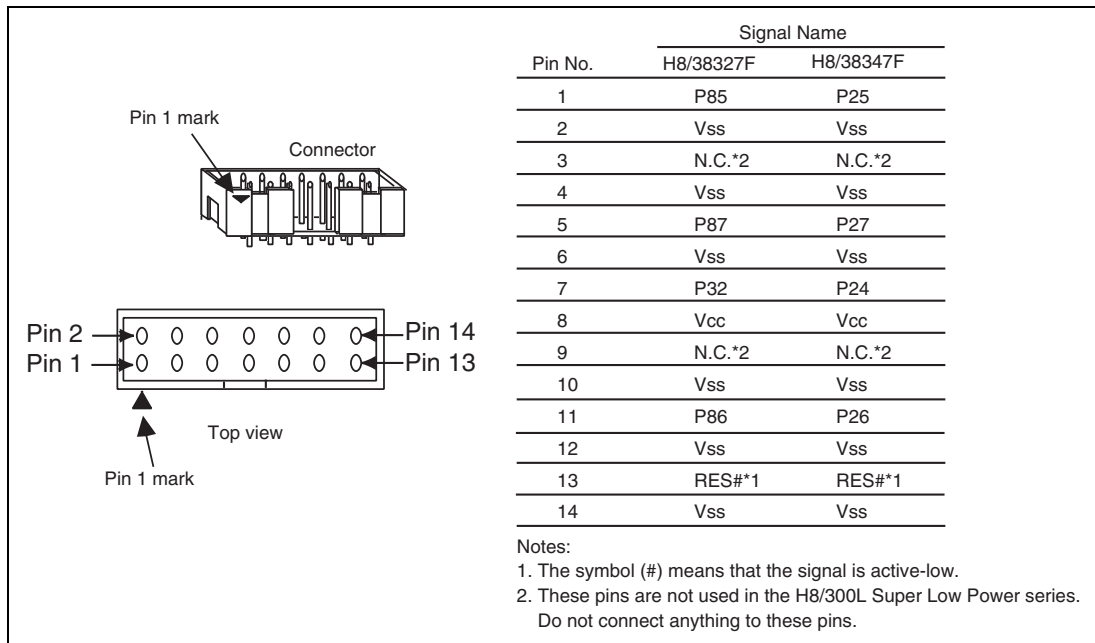 Pin 1 mark
Connector
Pin 2
Pin 14
Pin 1
Pin 13
Top view
Pin 1 mark
Signal Name
Pin No. H8/38327F H8/38347F
1 P85 P25
2 Vss Vss
3 N.C.*2 N.C.*2
4 Vss Vss
5 P87 P27
6 Vss Vss
7 P32 P24
8 Vcc Vcc
9 N.C.*2 N.C.*2
10 Vss Vss
11 P86 P26
12 Vss Vss
13 RES#*1 RES#*1
14 Vss Vss
Notes:
1. The symbol (#) means that the signal is active-low.
2. These pins are not used in the H8/300L Super Low Power series.
Do not connect anything to these pins.